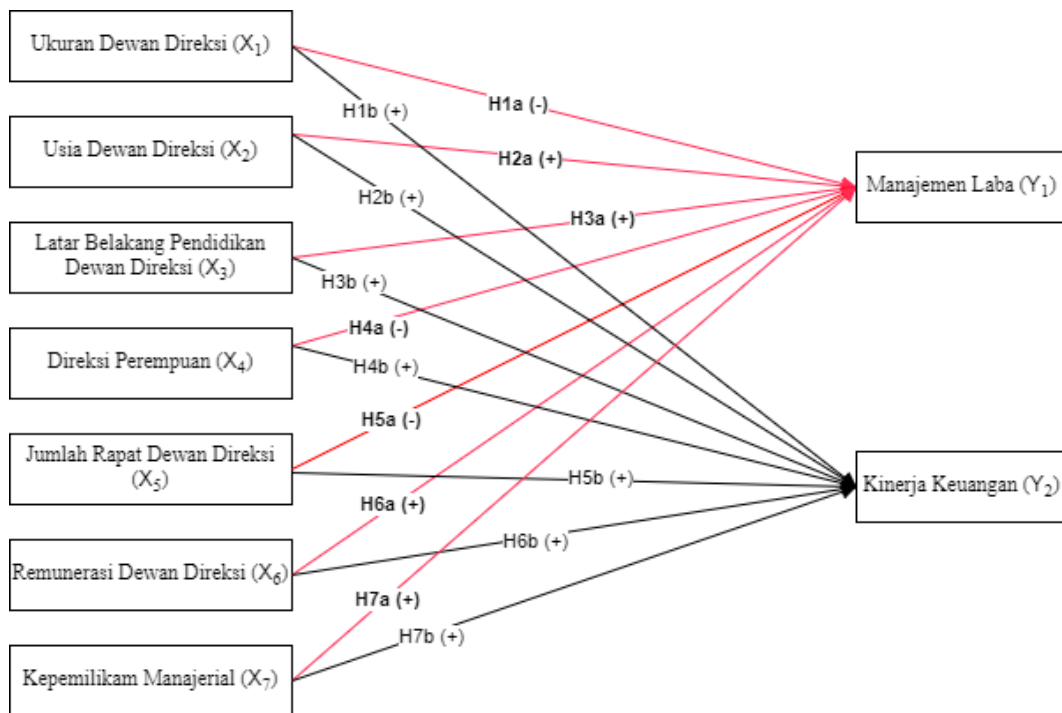 Ukuran Dewan Direksi (X1)
H1a (-)
H1b (+)
Usia Dewan Direksi (X2)
H2a (+)
Manajemen Laba (Y1)
H2b (+)
Latar Belakang Pendidikan
Dewan Direksi (X3)
H3a (+)
H3b (+)
Direksi Perempuan (X4)
H4a (-)
H4b (+)
Jumlah Rapat Dewan Direksi
(X5)
H5a (-)
H5b (+)
Kinerja Keuangan (Y2)
Remunerasi Dewan Direksi (X6)
H6a (+)
H6b (+)
H7a (+)
H7b (+)
Kepemilikam Manajerial (X7)